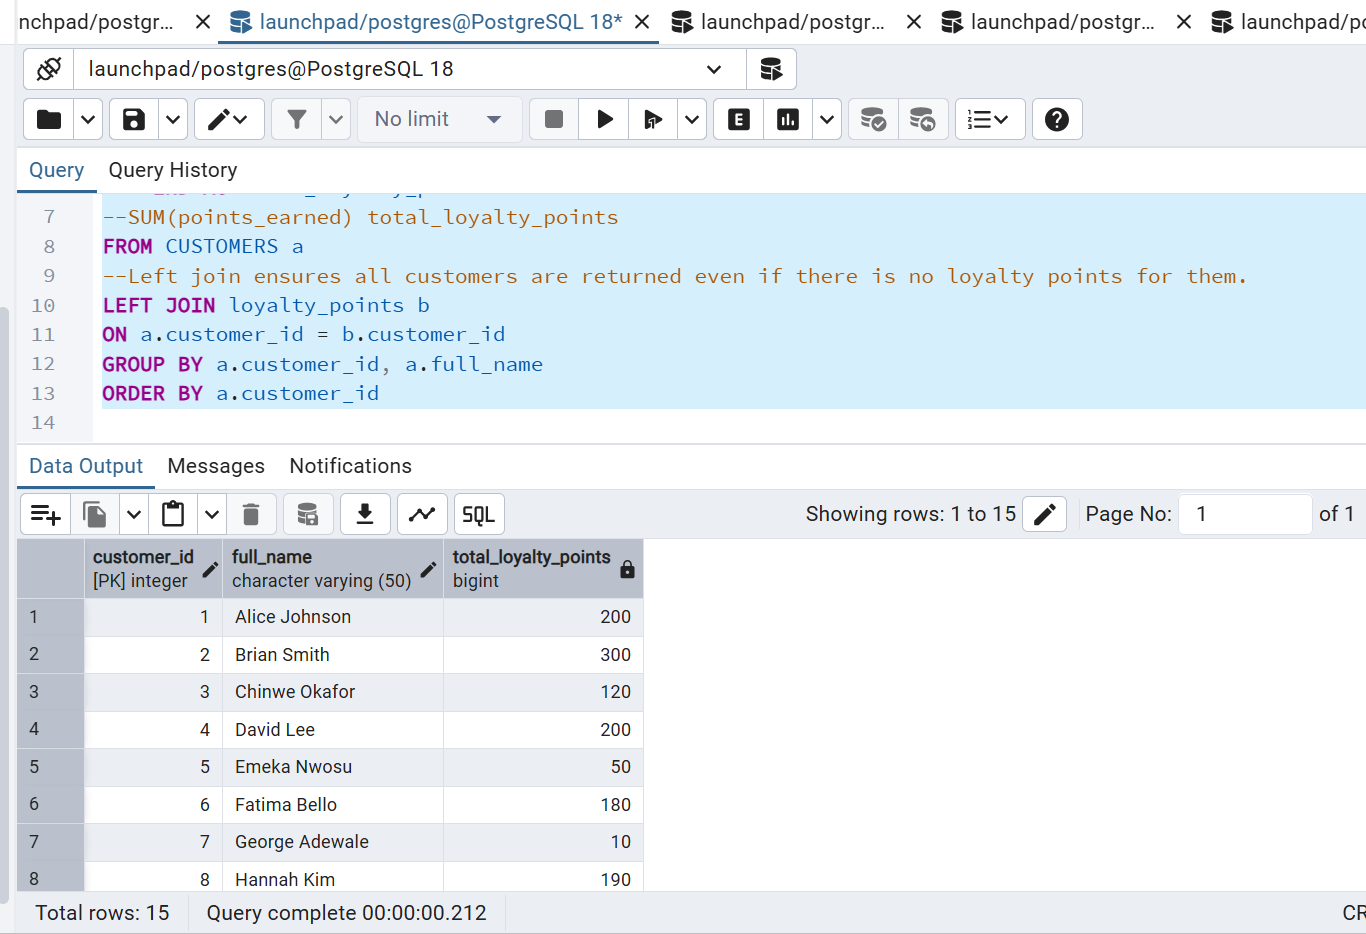 nchpad/postgr...
launchpad/postgres@PostgreSQL 18*
launchpad/postgr...
launchpad/postgr...
launchpad/po
launchpad/postgres@PostgreSQL 18
No limit
E
Query
Query History
7 --SUM(points_earned) total_loyalty_points
8 FROM CUSTOMERS a
9 --Left join ensures all customers are returned even if there is no loyalty points for them.
10 LEFT JOIN loyalty_points b
11 ON a.customer_id = b.customer_id
12 GROUP BY a.customer_id, a.full_name
13 ORDER BY a.customer_id
14
Data Output
Messages
Notifications
SQL
Showing rows: 1 to 15
Page No: 1 of 1
customer_id full_name total_loyalty_points
[PK] integer character varying (50) bigint
1 1 Alice Johnson 200
2 2 Brian Smith 300
3 3 Chinwe Okafor 120
4 4 David Lee 200
5 5 Emeka Nwosu 50
6 6 Fatima Bello 180
7 7 George Adewale 10
8 8 Hannah Kim 190
Total rows: 15
Query complete 00:00:00.212
CR